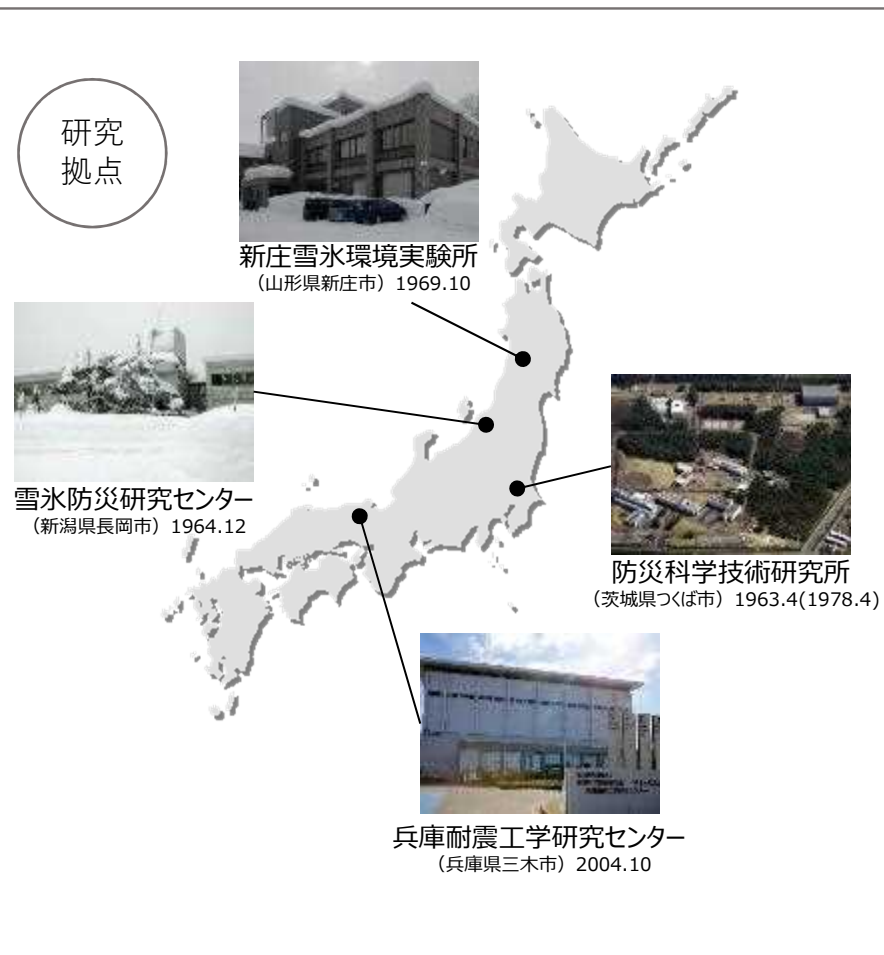 研究
拠点
新庄雪氷環境実験所
（山形県新庄市）1969.10
雪氷防災研究センター
（新潟県長岡市）1964.12
防災科学技術研究所
（茨城県つくば市）1963.4(1978.4)
兵庫耐震工学研究センター
（兵庫県三木市）2004.10